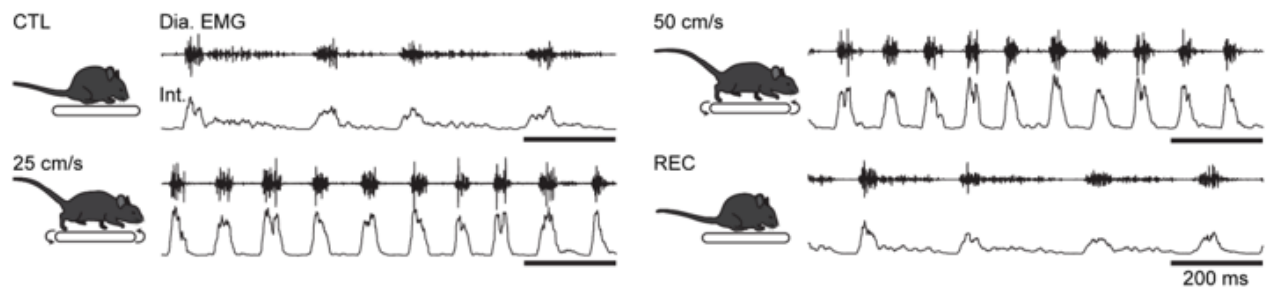 CTL
Dia. EMG
Int.
25 cm/s
50 cm/s
REC
200 ms